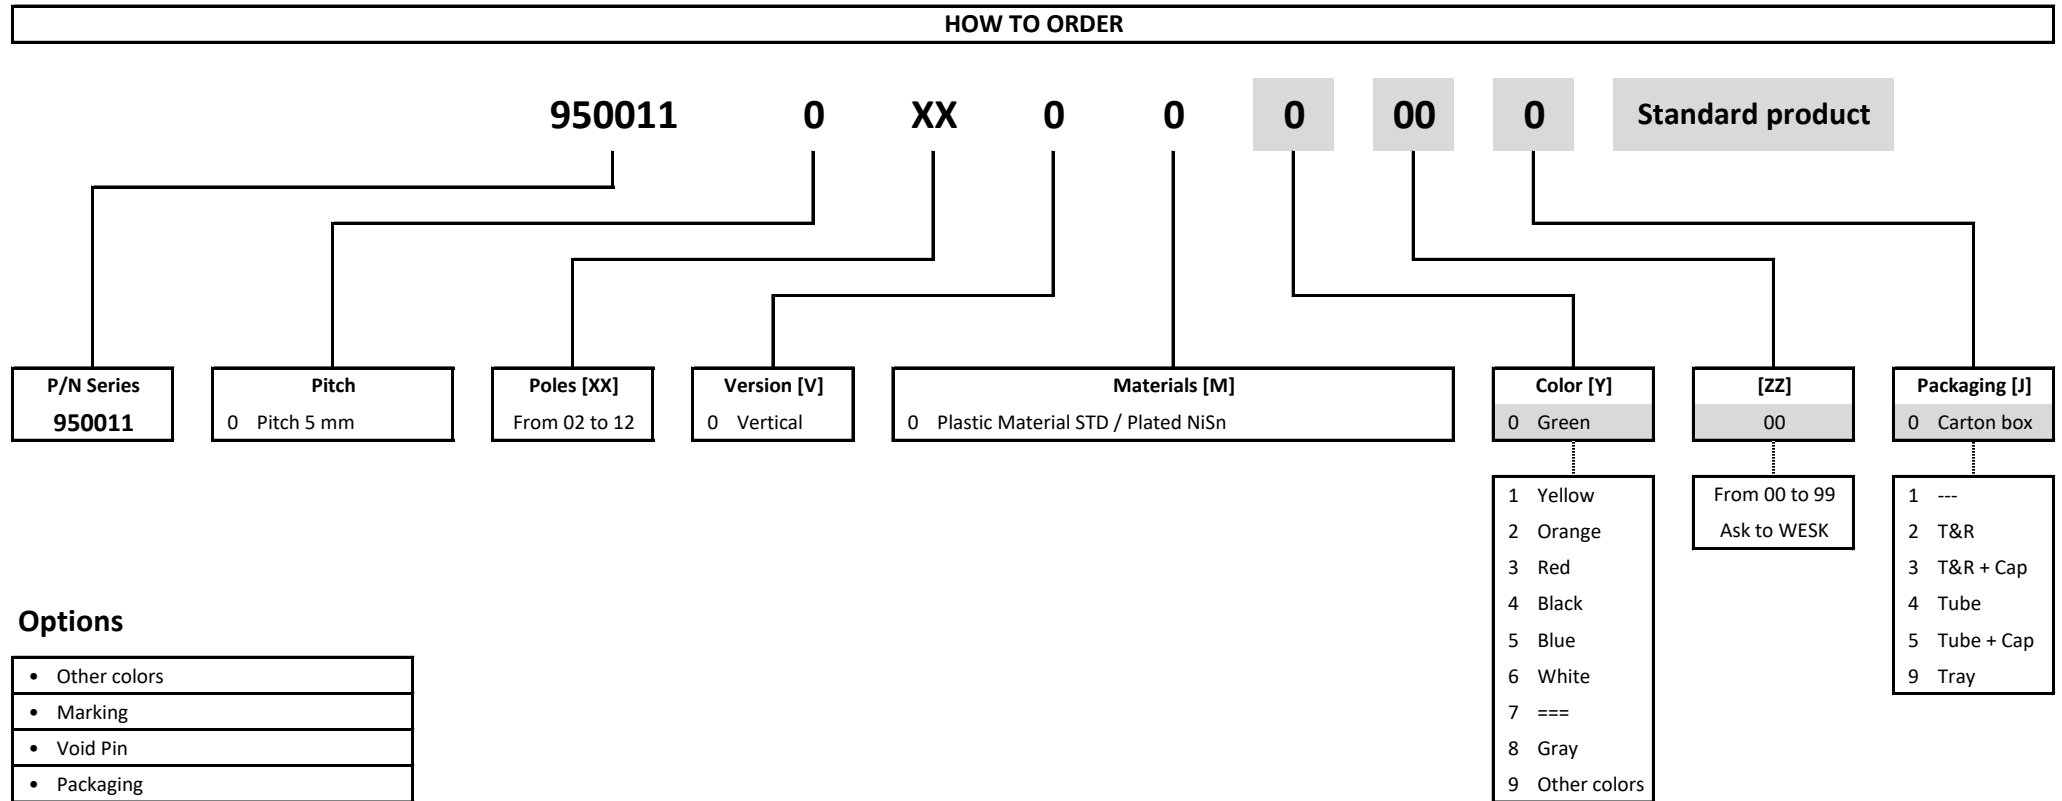 HOW TO ORDER
950011 0 XX 0 0 0 00 0 Standard product
P/N Series Pitch Poles [XX] Version [V] Materials [M] Color [Y] [ZZ] Packaging [J]
950011 0 Pitch 5 mm From 02 to 12 0 Vertical 0 Plastic Material STD / Plated NiSn 0 Green 00 0 Carton box
1 Yellow From 00 to 99 1 ---
2 Orange Ask to WESK 2 T&R
3 Red 3 T&R + Cap
4 Black 4 Tube
5 Blue 5 Tube + Cap
6 White 9 Tray
7 ===
8 Gray
9 Other colors
Options
• Other colors
• Marking
• Void Pin
• Packaging